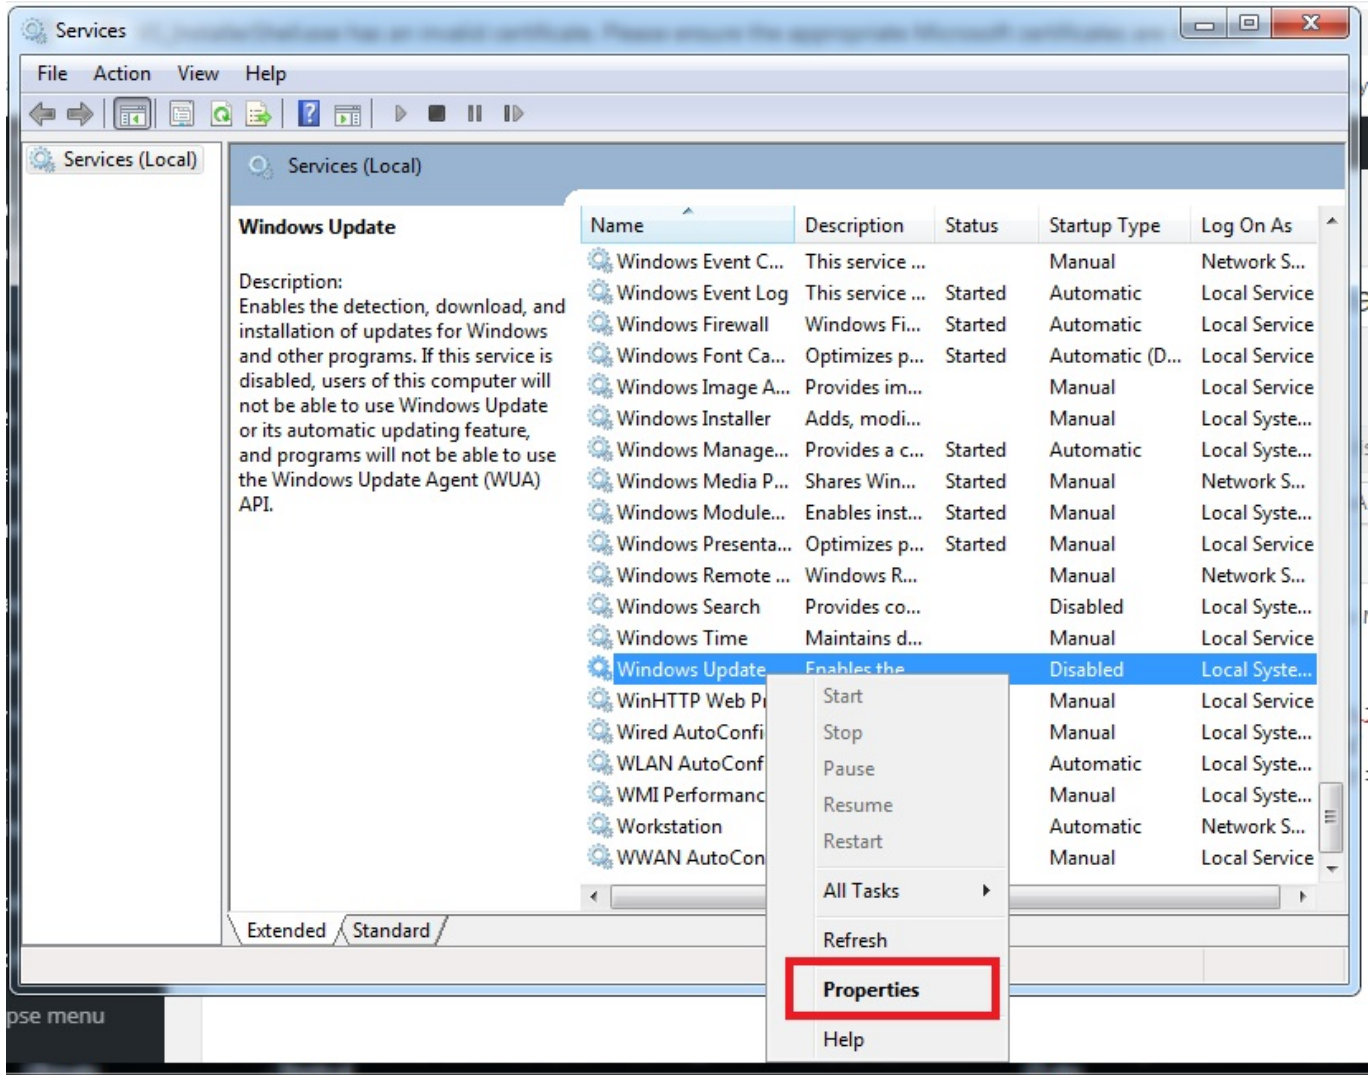 Services
File Action View Help
Services (Local)
Services (Local)
Windows Update
Description:
Enables the detection, download, and
installation of updates for Windows
and other programs. If this service is
disabled, users of this computer will
not be able to use Windows Update
or its automatic updating feature,
and programs will not be able to use
the Windows Update Agent (WUA)
API.
Name Description Status Startup Type Log On As
Windows Event C... This service ... Manual Network S...
Windows Event Log This service ... Started Automatic Local Service
Windows Firewall Windows Fi... Started Automatic Local Service
Windows Font Ca... Optimizes p... Started Automatic (D... Local Service
Windows Image A... Provides im... Manual Local Service
Windows Installer Adds, modi... Manual Local Syste...
Windows Manage... Provides a c... Started Automatic Local Syste...
Windows Media P... Shares Win... Started Manual Network S...
Windows Module... Enables inst... Started Manual Local Syste...
Windows Presenta... Optimizes p... Started Manual Local Service
Windows Remote ... Windows R... Manual Network S...
Windows Search Provides co... Disabled Local Syste...
Windows Time Maintains d... Manual Local Service
Windows Update Enables the Disabled Local Syste...
WinHTTP Web P Manual Local Service
Wired AutoConfi Manual Local Syste...
WLAN AutoConf Automatic Local Syste...
WMI Performanc Manual Local Syste...
Workstation Automatic Network S...
WWAN AutoCon Manual Local Service
Start
Stop
Pause
Resume
Restart
All Tasks
Refresh
Properties
Help
Extended Standard
pse menu